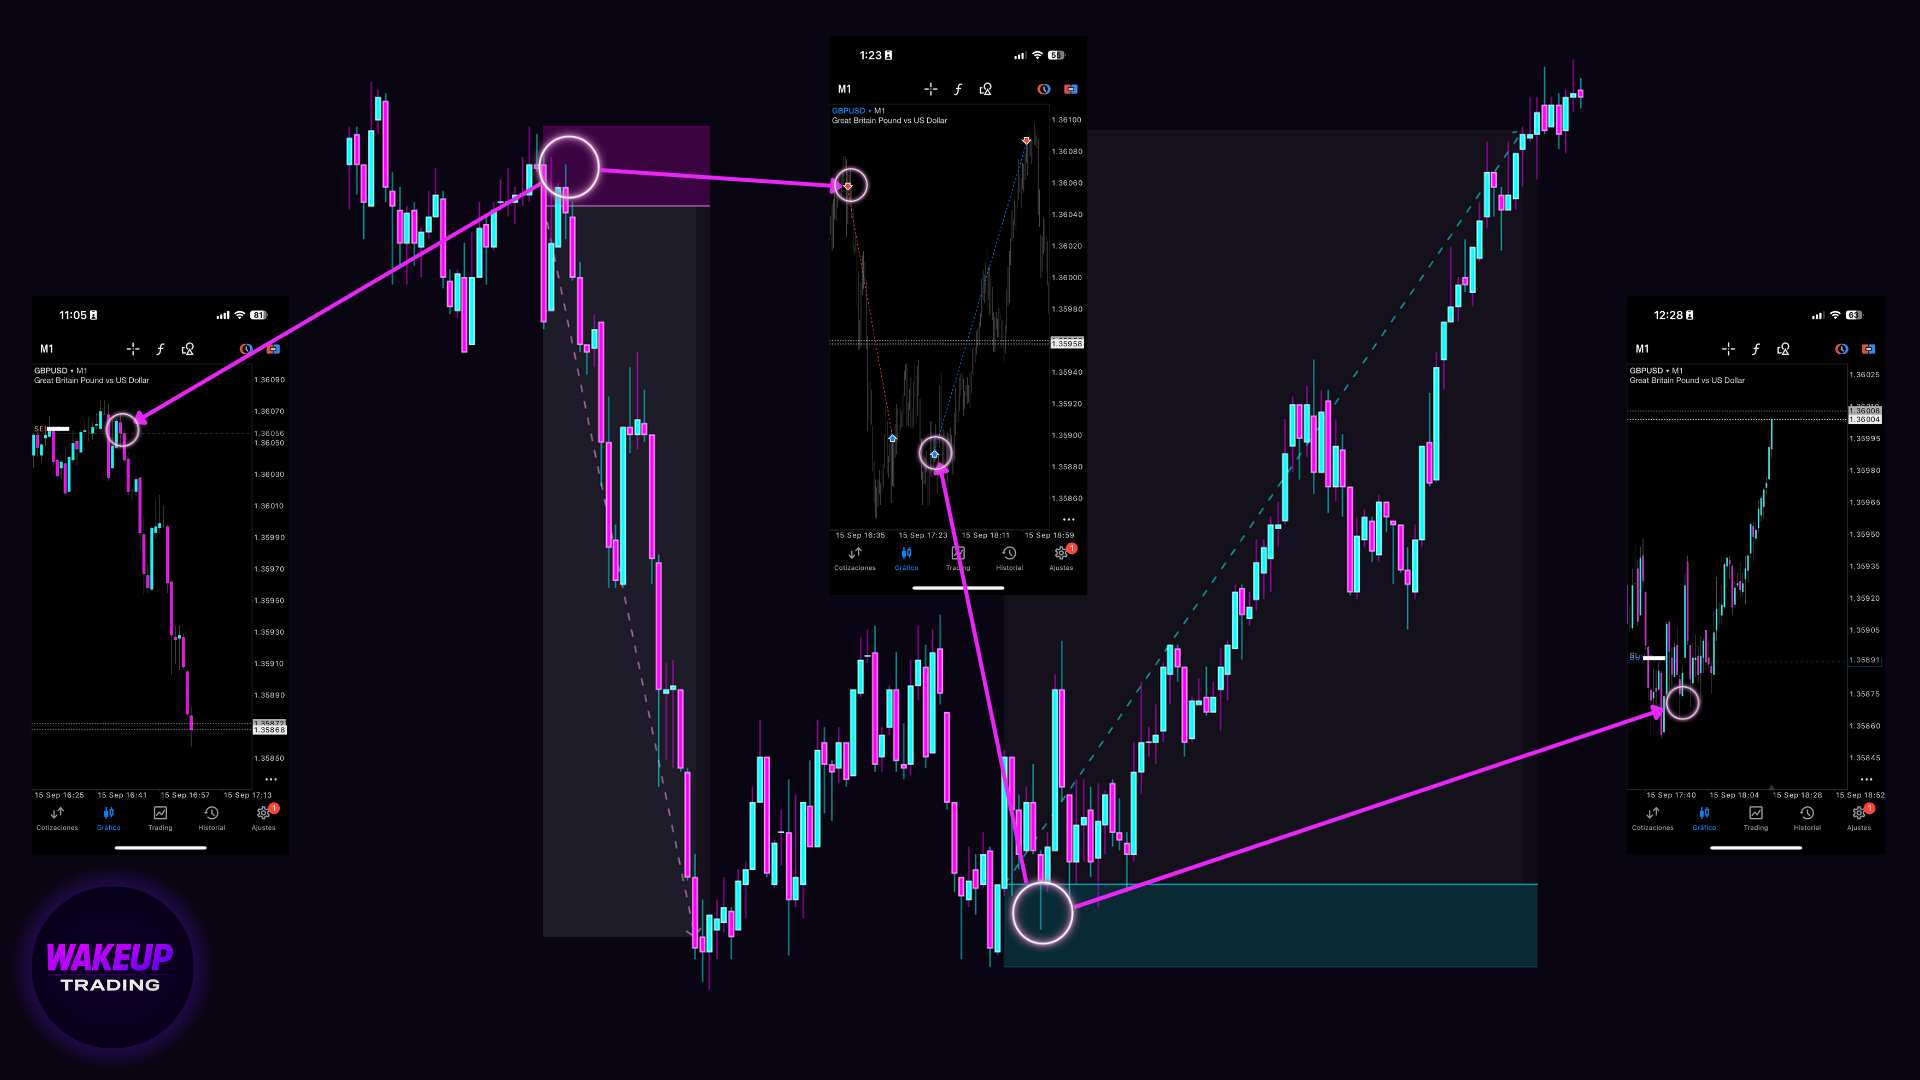 11:05
81
M1
GBPUSD • M1
Great Britain Pound vs US Dollar
1.36090
1.36070
1.36056
1.36050
1.36030
1.36010
1.35990
1.35970
1.35950
1.35930
1.35910
1.35890
1.35872
1.35868
1.35850
15 Sep 16:25
15 Sep 16:41
15 Sep 16:57
15 Sep 17:13
Cotizaciones
Gráfico
Trading
Historial
Ajustes
1
WAKEUP
TRADING
1:23
M1
GBPUSD • M1
Great Britain Pound vs US Dollar
1.36100
1.36080
1.36060
1.36040
1.36020
1.36000
1.35980
1.35958
1.35940
1.35920
1.35900
1.35880
1.35860
15 Sep 16:35
15 Sep 17:23
15 Sep 18:11
15 Sep 18:59
Cotizaciones
Gráfico
Trading
Historial
Ajustes
1
12:28
M1
GBPUSD • M1
Great Britain Pound vs US Dollar
1.36025
1.36008
1.36004
1.35995
1.35980
1.35965
1.35950
1.35935
1.35920
1.35905
1.35891
1.35875
1.35860
1.35845
15 Sep 17:40
15 Sep 18:04
15 Sep 18:28
15 Sep 18:52
Cotizaciones
Gráfico
Trading
Historial
Ajustes
1